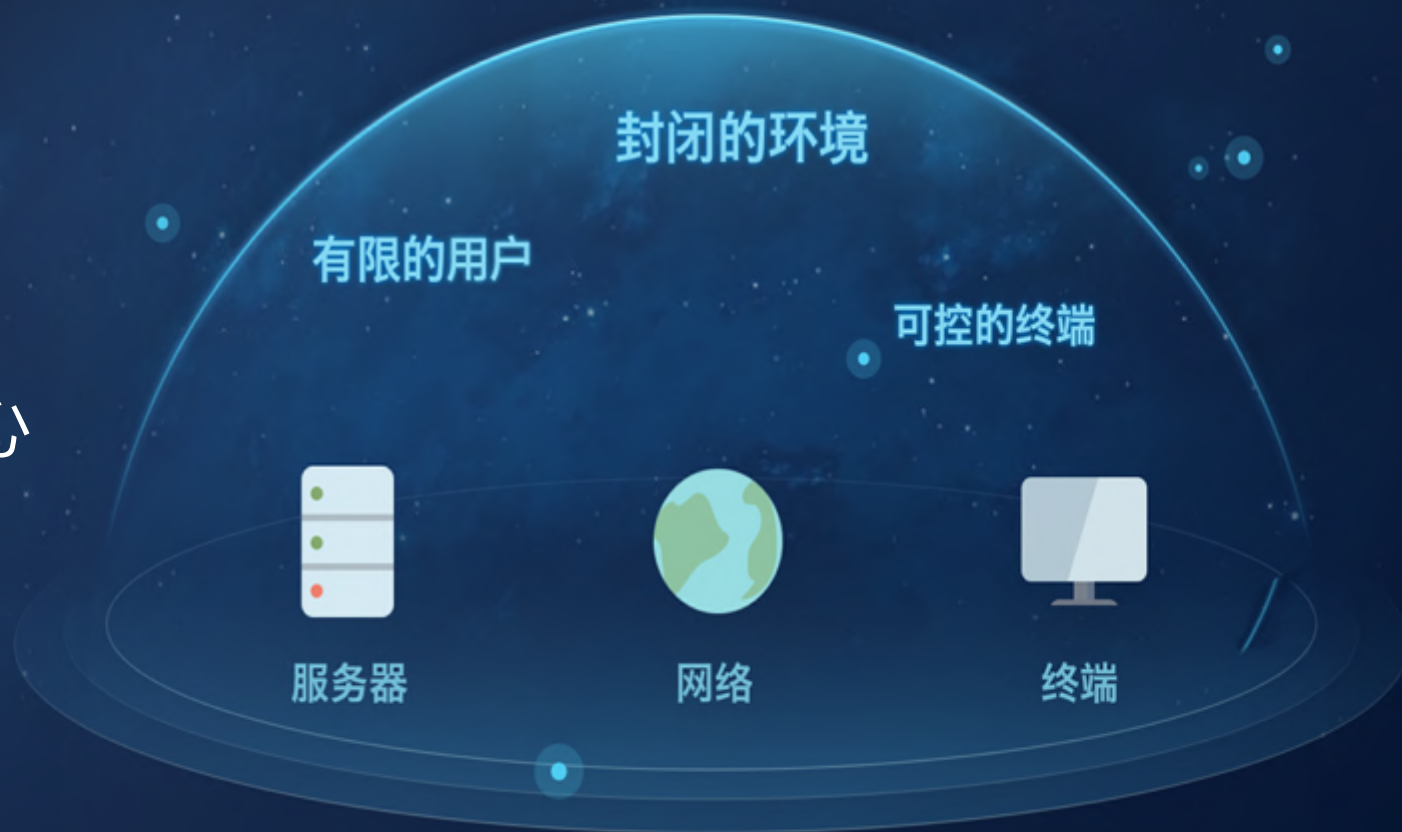 封闭的环境
有限的用户
可控的终端
心
服务器
网络
终端